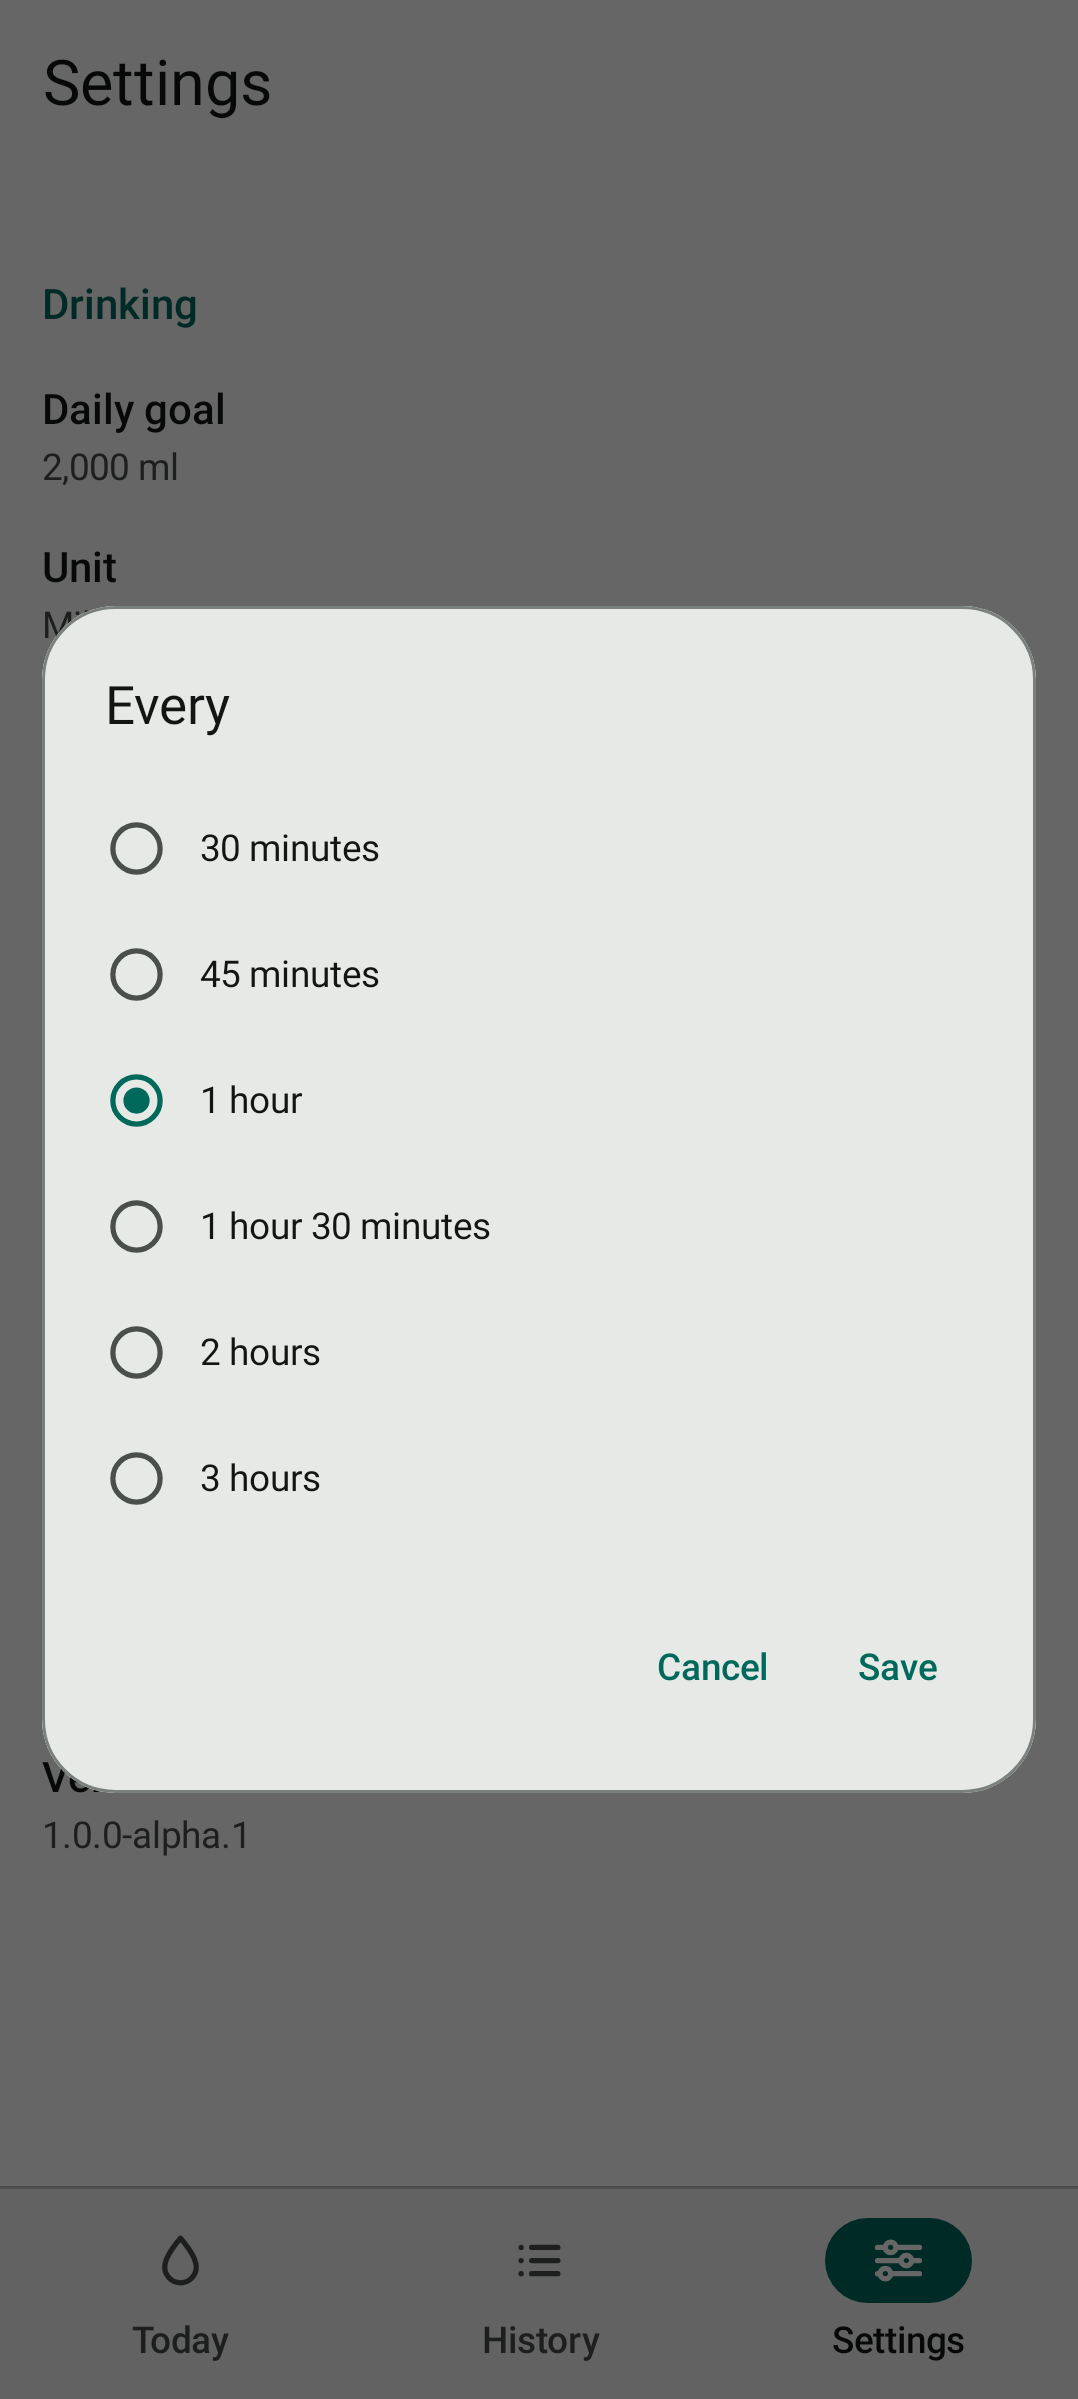 Settings
Drinking
Daily goal
2,000 ml
Unit
Every
30 minutes
45 minutes
1 hour
1 hour 30 minutes
2 hours
3 hours
Cancel
Save
1.0.0-alpha.1
Today
History
Settings